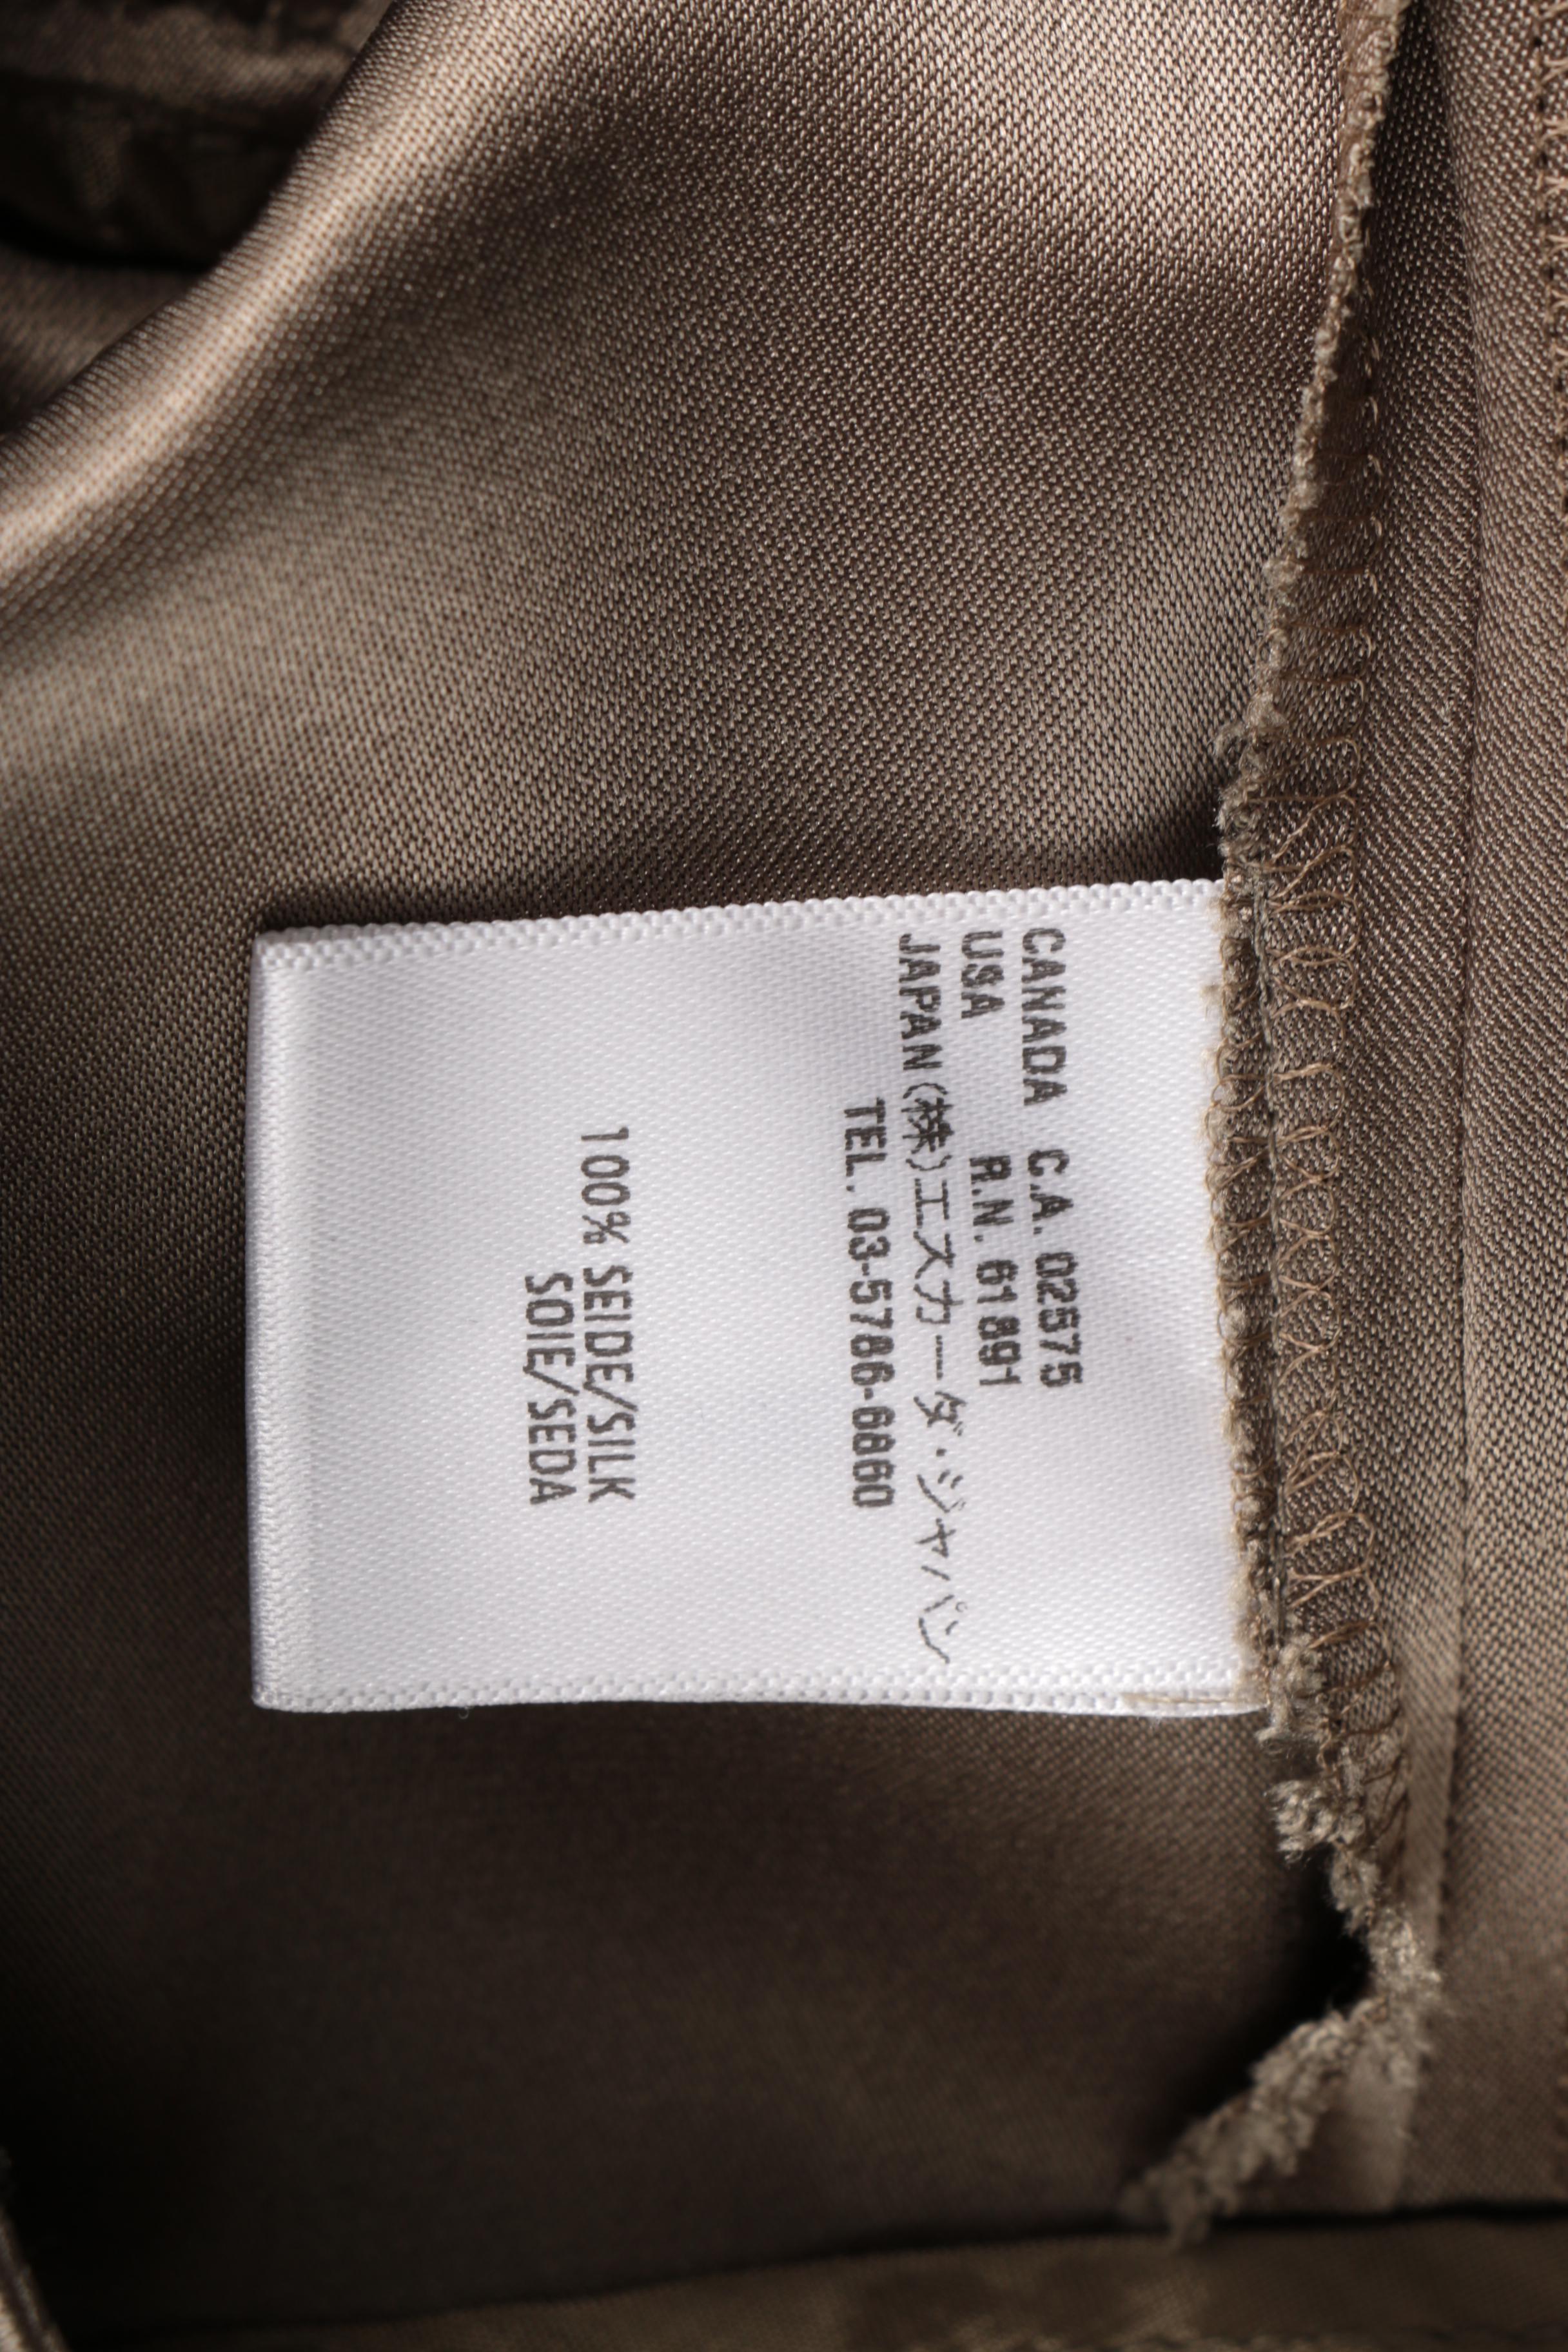 CANADA C.A. 02575
USA R.N. 61891
JAPAN (株)エスカーダ・ジャパン
TEL. 03-5786-6860
100% SEIDE/SILK
SOIE/SEDA